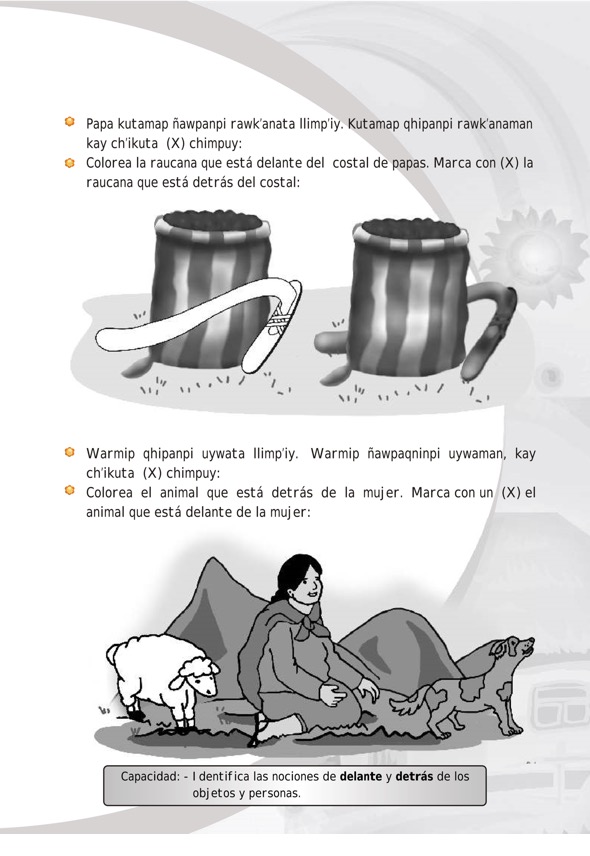 Papa kutamap ñawpanpi rawk'anata llimp'iy. Kutamap qhipanpi rawk'anaman
kay ch'ikuta (X) chimpuy:
Colorea la raucana que está delante del costal de papas. Marca con (X) la
raucana que está detrás del costal:
Warmip qhipanpi uywata llimp'iy. Warmip ñawpaqninpi uywaman, kay
ch'ikuta (X) chimpuy:
Colorea el animal que está detrás de la mujer. Marca con un (X) el
animal que está delante de la mujer:
Capacidad: - Identifica las nociones de delante y detrás de los
objetos y personas.